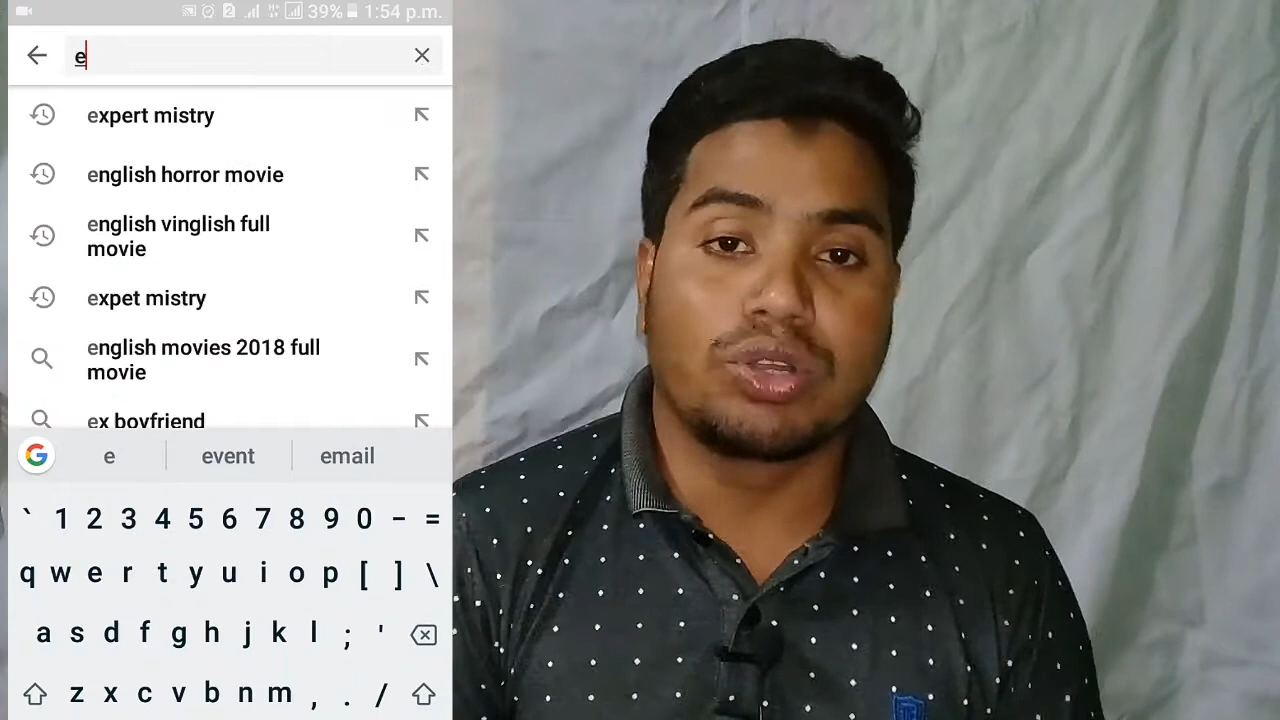 2 39% 1:54 p.m.
e
expert mistry
english horror movie
english vinglish full
movie
expet mistry
english movies 2018 full
movie
ex boyfriend
G e event email
` 1 2 3 4 5 6 7 8 9 0 - =
q w e r t y u i o p [ ] \
a s d f g h j k l ; '
z x c v b n m , . /